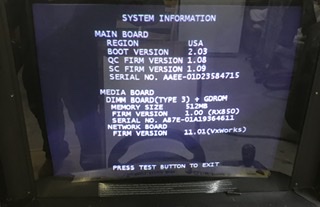 SYSTEM INFORMATION
MAIN BOARD
REGION USA
BOOT VERSION 2.03
QC FIRM VERSION 1.08
SC FIRM VERSION 1.09
SERIAL NO. AAEE-01D23584715
MEDIA BOARD
DIMM BOARD(TYPE 3) + GDROM
MEMORY SIZE 512MB
FIRM VERSION 1.00 (RX850)
SERIAL NO. A87E-01A19364611
NETWORK BOARD
FIRM VERSION 11.01(VxWorks)
PRESS TEST BUTTON TO EXIT